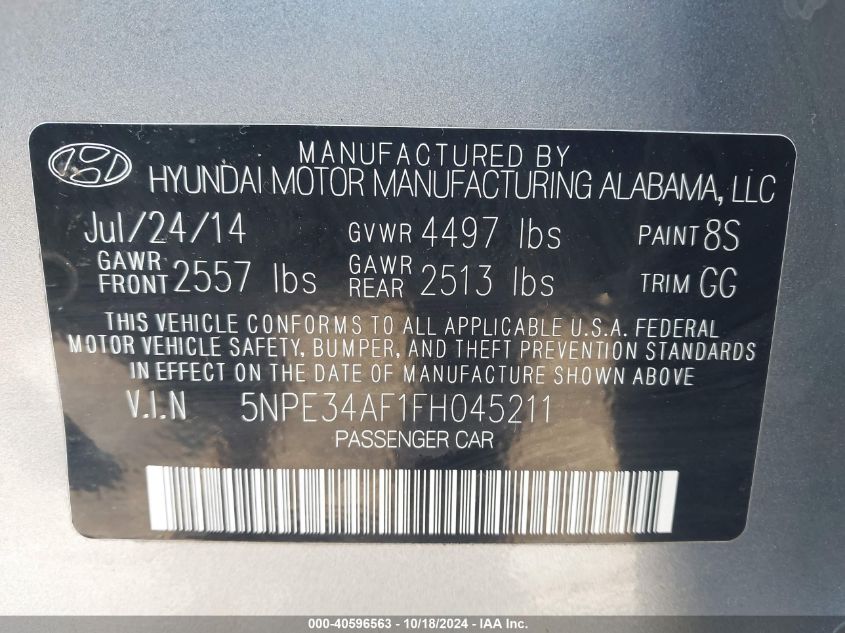 MANUFACTURED BY
HYUNDAI MOTOR MANUFACTURING ALABAMA, LLC
Jul/24/14 GVWR 4497 lbs PAINT 8S
GAWR FRONT 2557 lbs GAWR REAR 2513 lbs TRIM GG
THIS VEHICLE CONFORMS TO ALL APPLICABLE U.S.A. FEDERAL
MOTOR VEHICLE SAFETY, BUMPER, AND THEFT PREVENTION STANDARDS
IN EFFECT ON THE DATE OF MANUFACTURE SHOWN ABOVE.
V.I.N 5NPE34AF1FH045211
PASSENGER CAR
000-40596563 - 10/18/2024 - IAA Inc.